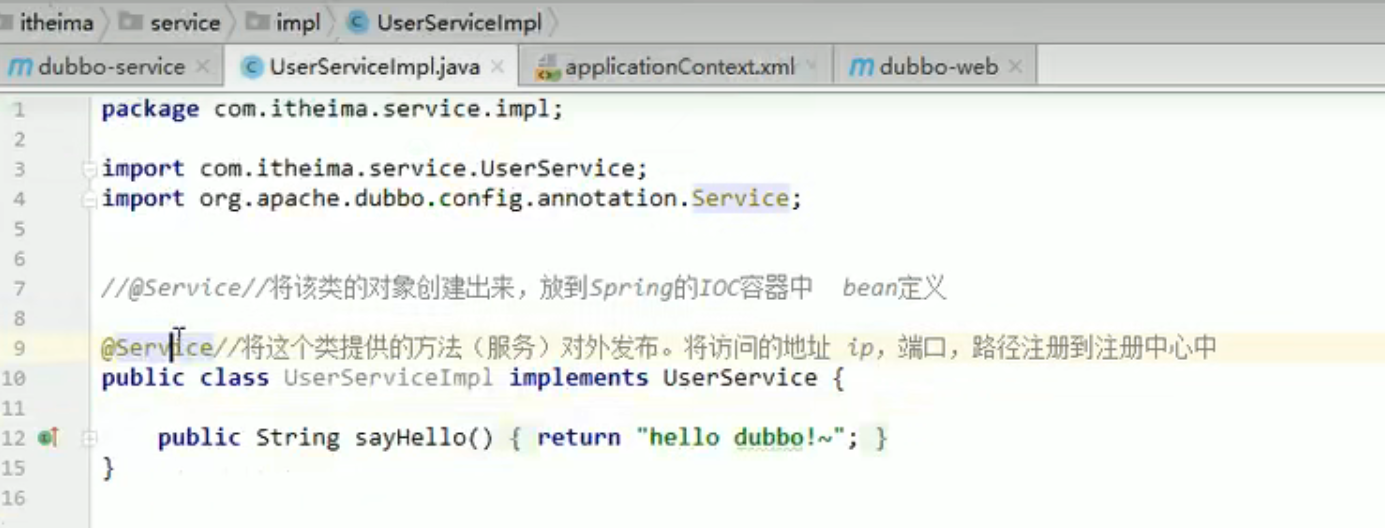 itheima service impl UserServiceImpl
dubbo-service UserServiceImpl.java applicationContext.xml dubbo-web
1 package com.itheima.service.impl;
2
3 import com.itheima.service.UserService;
4 import org.apache.dubbo.config.annotation.Service;
5
6
7 //@Service//将该类的对象创建出来，放到Spring的IOC容器中 bean定义
8
9 @Service//将这个类提供的方法（服务）对外发布。将访问的地址 ip，端口，路径注册到注册中心中
10 public class UserServiceImpl implements UserService {
11
12 public String sayHello() { return "hello dubbo!~"; }
15 }
16